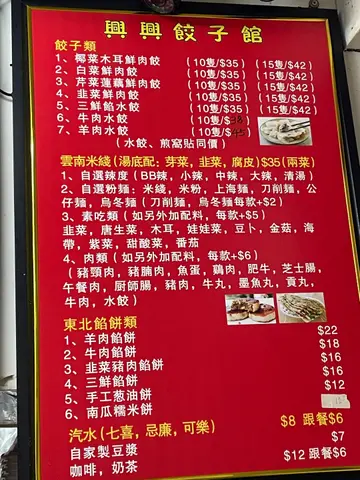 興興餃子館
餃子類
1、椰菜木耳鮮肉餃 (10隻/$35) (15隻/$42)
2、白菜鮮肉餃 (10隻/$35) (15隻/$42)
3、芹菜蓮藕鮮肉餃 (10隻/$35) (15隻/$42)
4、韭菜鮮肉餃 (10隻/$35) (15隻/$42)
5、三鮮餡水餃 (10隻/$35) (15隻/$42)
6、牛肉水餃 (10隻/$38)
7、羊肉水餃 (10隻/$45)
(水餃、煎窩貼同價)
雲南米綫(湯底配：芽菜，韭菜，腐皮)$35(兩菜)
1、自選辣度 (BB辣，小辣，中辣，大辣，清湯)
2、自選粉麵：米綫，米粉，上海麵，刀削麵，公
仔麵，烏冬麵 (刀削麵，烏冬麵每款+$2)
3、素吃類 (如另外加配料，每款+$5)
韭菜，唐生菜，木耳，娃娃菜，豆卜，金菇，海
帶，紫菜，甜酸菜，番茄
4、肉類 (如另外加配料，每款+$6)
(豬頸肉，豬腩肉，魚蛋，鷄肉，肥牛，芝士腸，
午餐肉，廚師腸，豬肉，牛丸，墨魚丸，貢丸，
牛肉，水餃)
東北餡餅類
1、羊肉餡餅 $22
2、牛肉餡餅 $18
3、韭菜豬肉餡餅 $16
4、三鮮餡餅 $16
5、手工葱油餅 $12
6、南瓜糯米餅
汽水(七喜，忌廉，可樂) $8 跟餐$6
自家製豆漿 $7
咖啡，奶茶 $12 跟餐$6